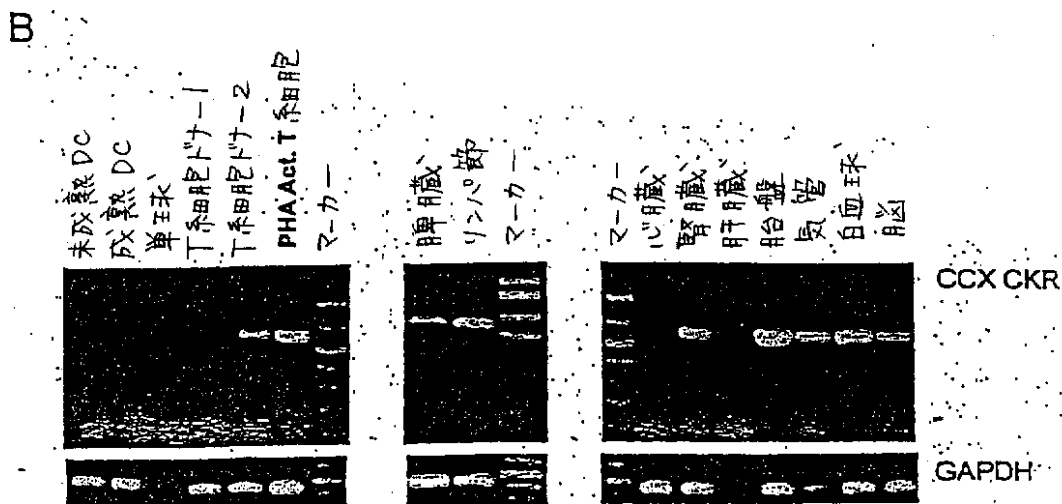 B
未成熟DC
成熟DC
単球
T細胞ドナー1
T細胞ドナー2
PHA Act. T細胞
マーカー
脾臓
リンパ節
マーカー
マーカー
心臓
腎臓
肝臓
胎盤
気管
白血球
脳
CCX CKR
GAPDH